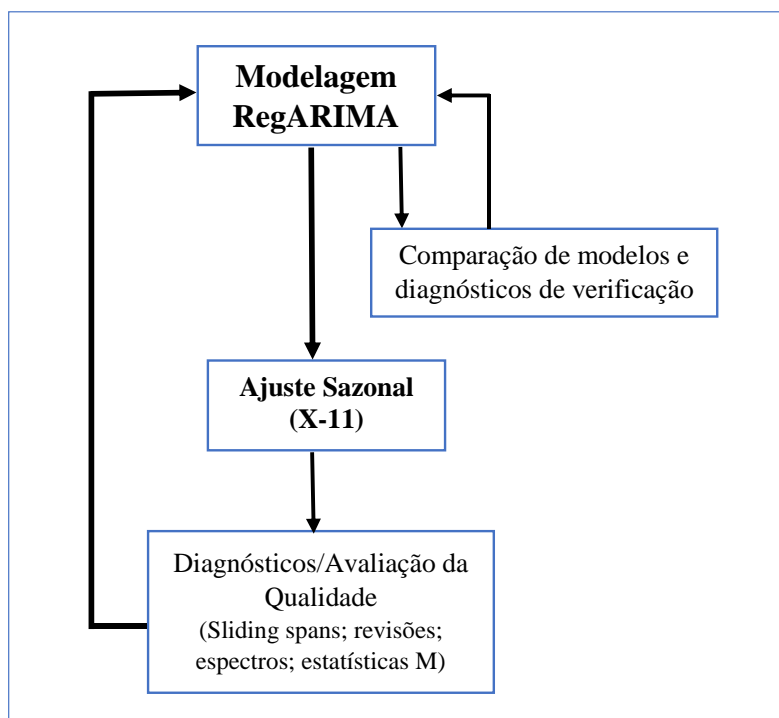 Modelagem
RegARIMA
Comparação de modelos e
diagnósticos de verificação
Ajuste Sazonal
(X-11)
Diagnósticos/Avaliação da
Qualidade
(Sliding spans; revisões;
espectros; estatísticas M)